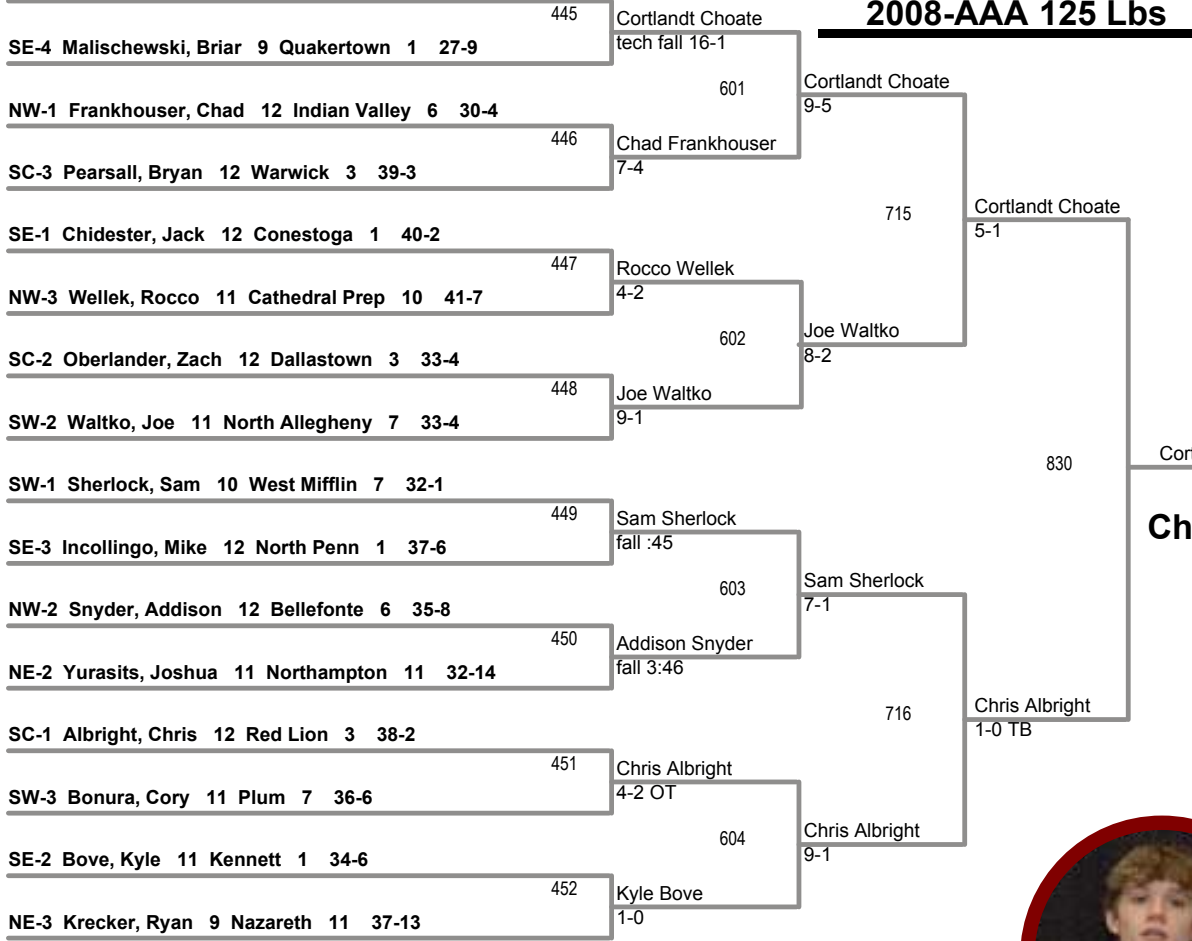 2008-AAA 125 Lbs
445
Cortlandt Choate
tech fall 16-1
SE-4 Malischewski, Briar 9 Quakertown 1 27-9
601
Cortlandt Choate
9-5
NW-1 Frankhouser, Chad 12 Indian Valley 6 30-4
446
Chad Frankhouser
7-4
SC-3 Pearsall, Bryan 12 Warwick 3 39-3
715
Cortlandt Choate
5-1
SE-1 Chidester, Jack 12 Conestoga 1 40-2
447
Rocco Wellek
4-2
NW-3 Wellek, Rocco 11 Cathedral Prep 10 41-7
602
Joe Waltko
8-2
SC-2 Oberlander, Zach 12 Dallastown 3 33-4
448
Joe Waltko
9-1
SW-2 Waltko, Joe 11 North Allegheny 7 33-4
830
SW-1 Sherlock, Sam 10 West Mifflin 7 32-1
449
Sam Sherlock
fall :45
SE-3 Incollingo, Mike 12 North Penn 1 37-6
603
Sam Sherlock
7-1
NW-2 Snyder, Addison 12 Bellefonte 6 35-8
450
Addison Snyder
fall 3:46
NE-2 Yurasits, Joshua 11 Northampton 11 32-14
716
Chris Albright
1-0 TB
SC-1 Albright, Chris 12 Red Lion 3 38-2
451
Chris Albright
4-2 OT
SW-3 Bonura, Cory 11 Plum 7 36-6
604
Chris Albright
9-1
SE-2 Bove, Kyle 11 Kennett 1 34-6
452
Kyle Bove
1-0
NE-3 Krecker, Ryan 9 Nazareth 11 37-13